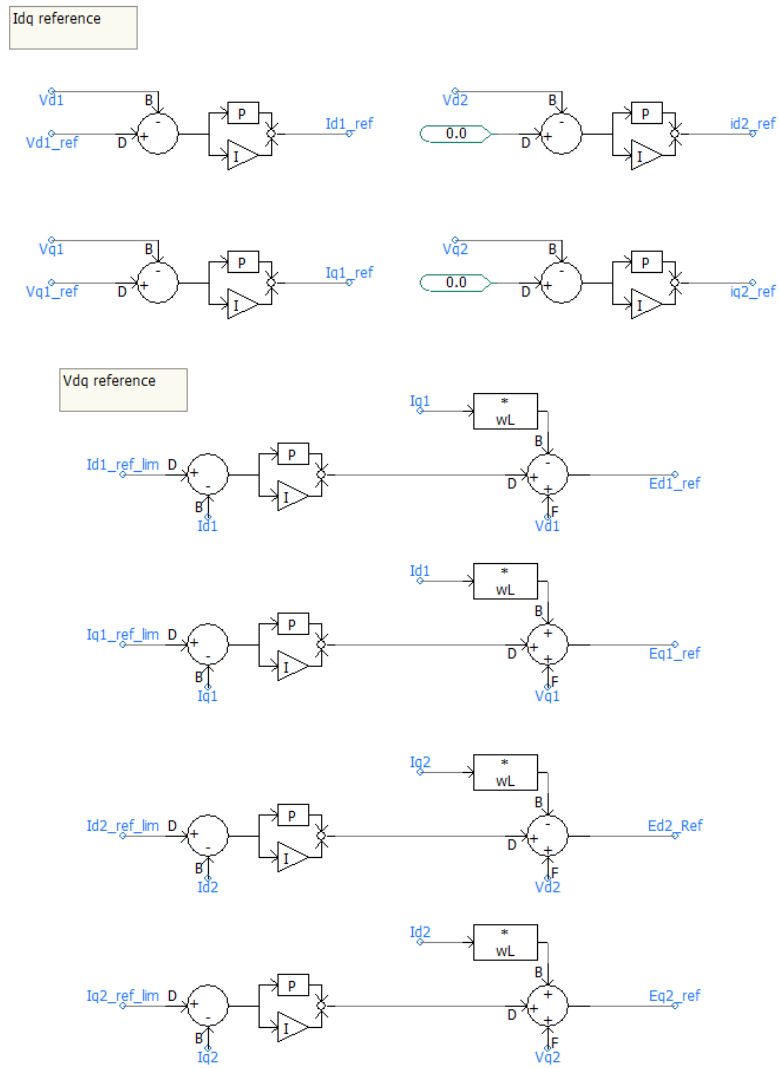 Idq reference
Vd1 B - P
Vd1_ref D + I Id1_ref
Vd2 B - P
0.0 D + I id2_ref
Vq1 B - P
Vq1_ref D + I Iq1_ref
Vq2 B - P
0.0 D + I iq2_ref
Vdq reference
Iq1 * wL
B
Id1_ref_lim D + - P I D - + + Ed1_ref
B F
Id1 Vd1
Id1 * wL
B
Iq1_ref_lim D + - P I D + + + Eq1_ref
B F
Iq1 Vq1
Iq2 * wL
B
Id2_ref_lim D + - P I D - + + Ed2_Ref
B F
Id2 Vd2
Id2 * wL
B
Iq2_ref_lim D + - P I D + + + Eq2_ref
B F
Iq2 Vq2